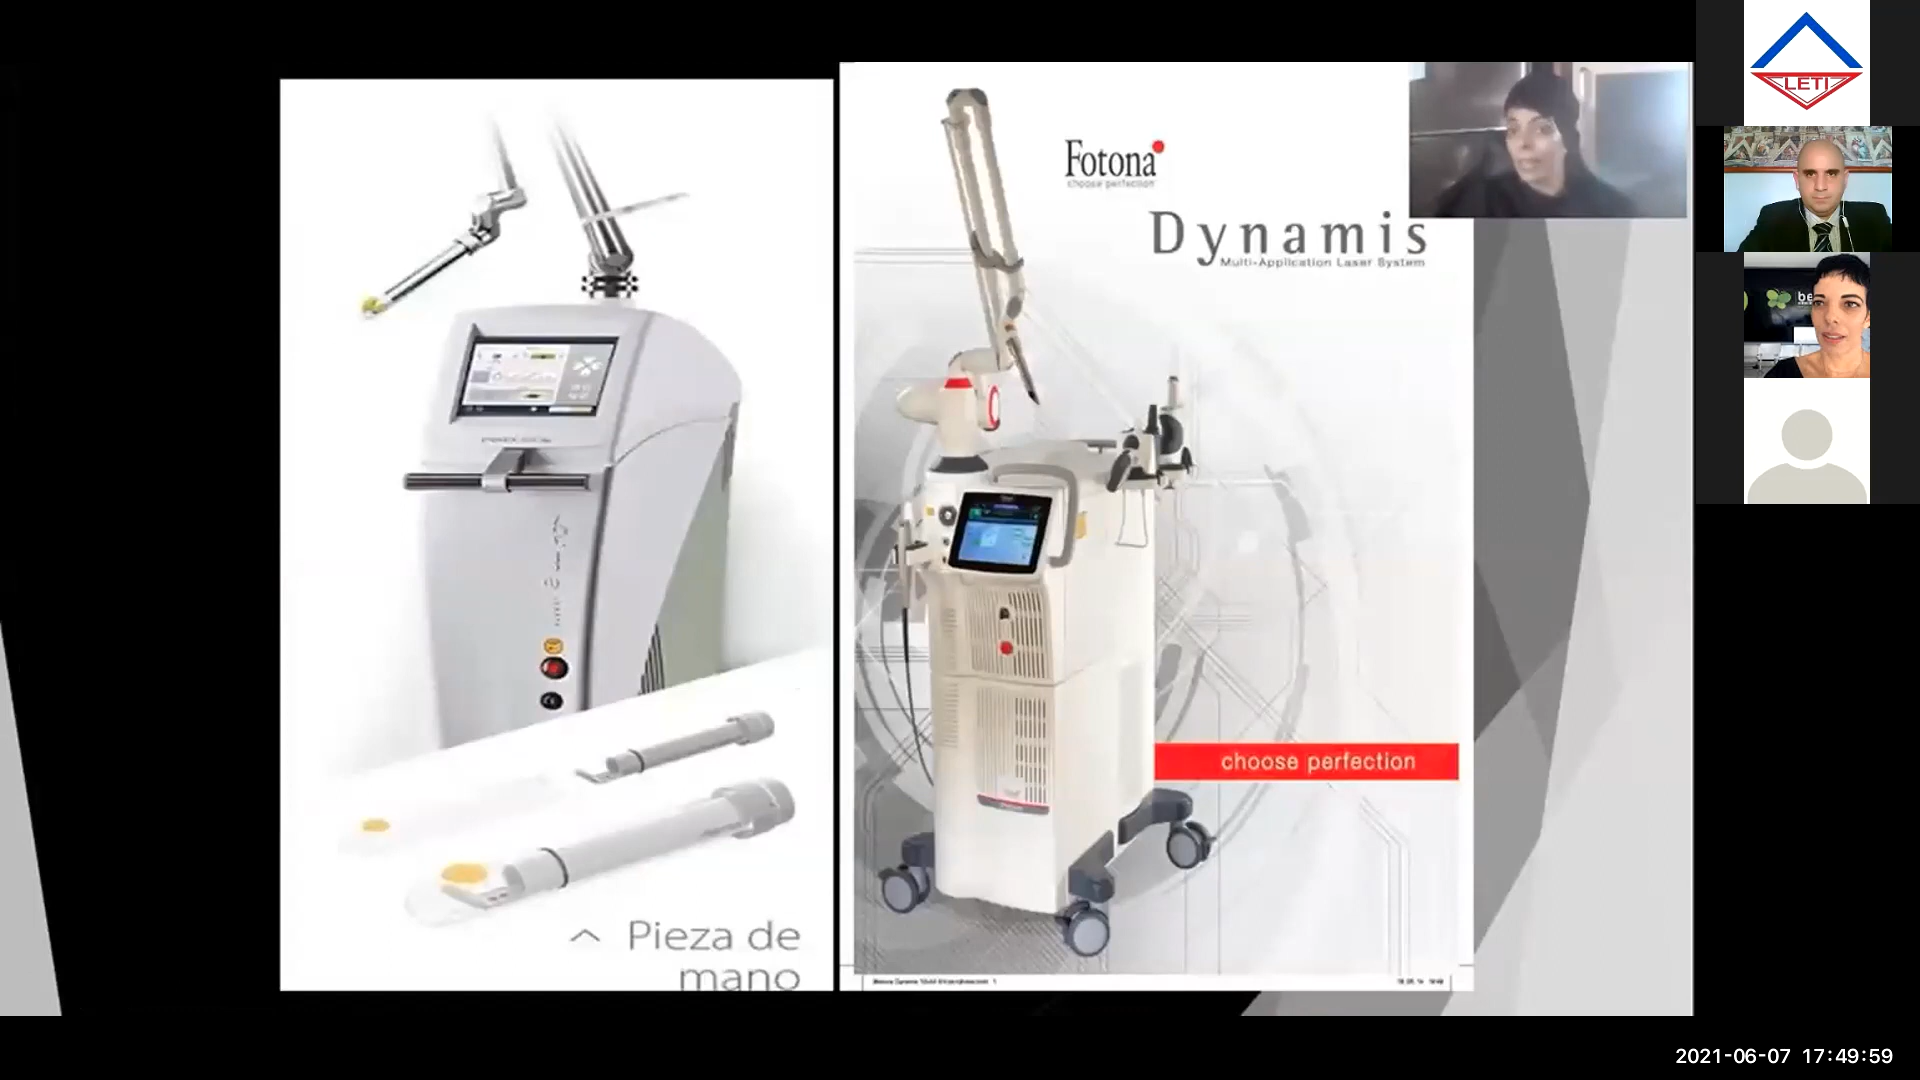 Pieza de
mano
Fotona
choose perfection
Dynamis
Multi-Application Laser System
choose perfection
LETI
be
2021-06-07 17:49:59